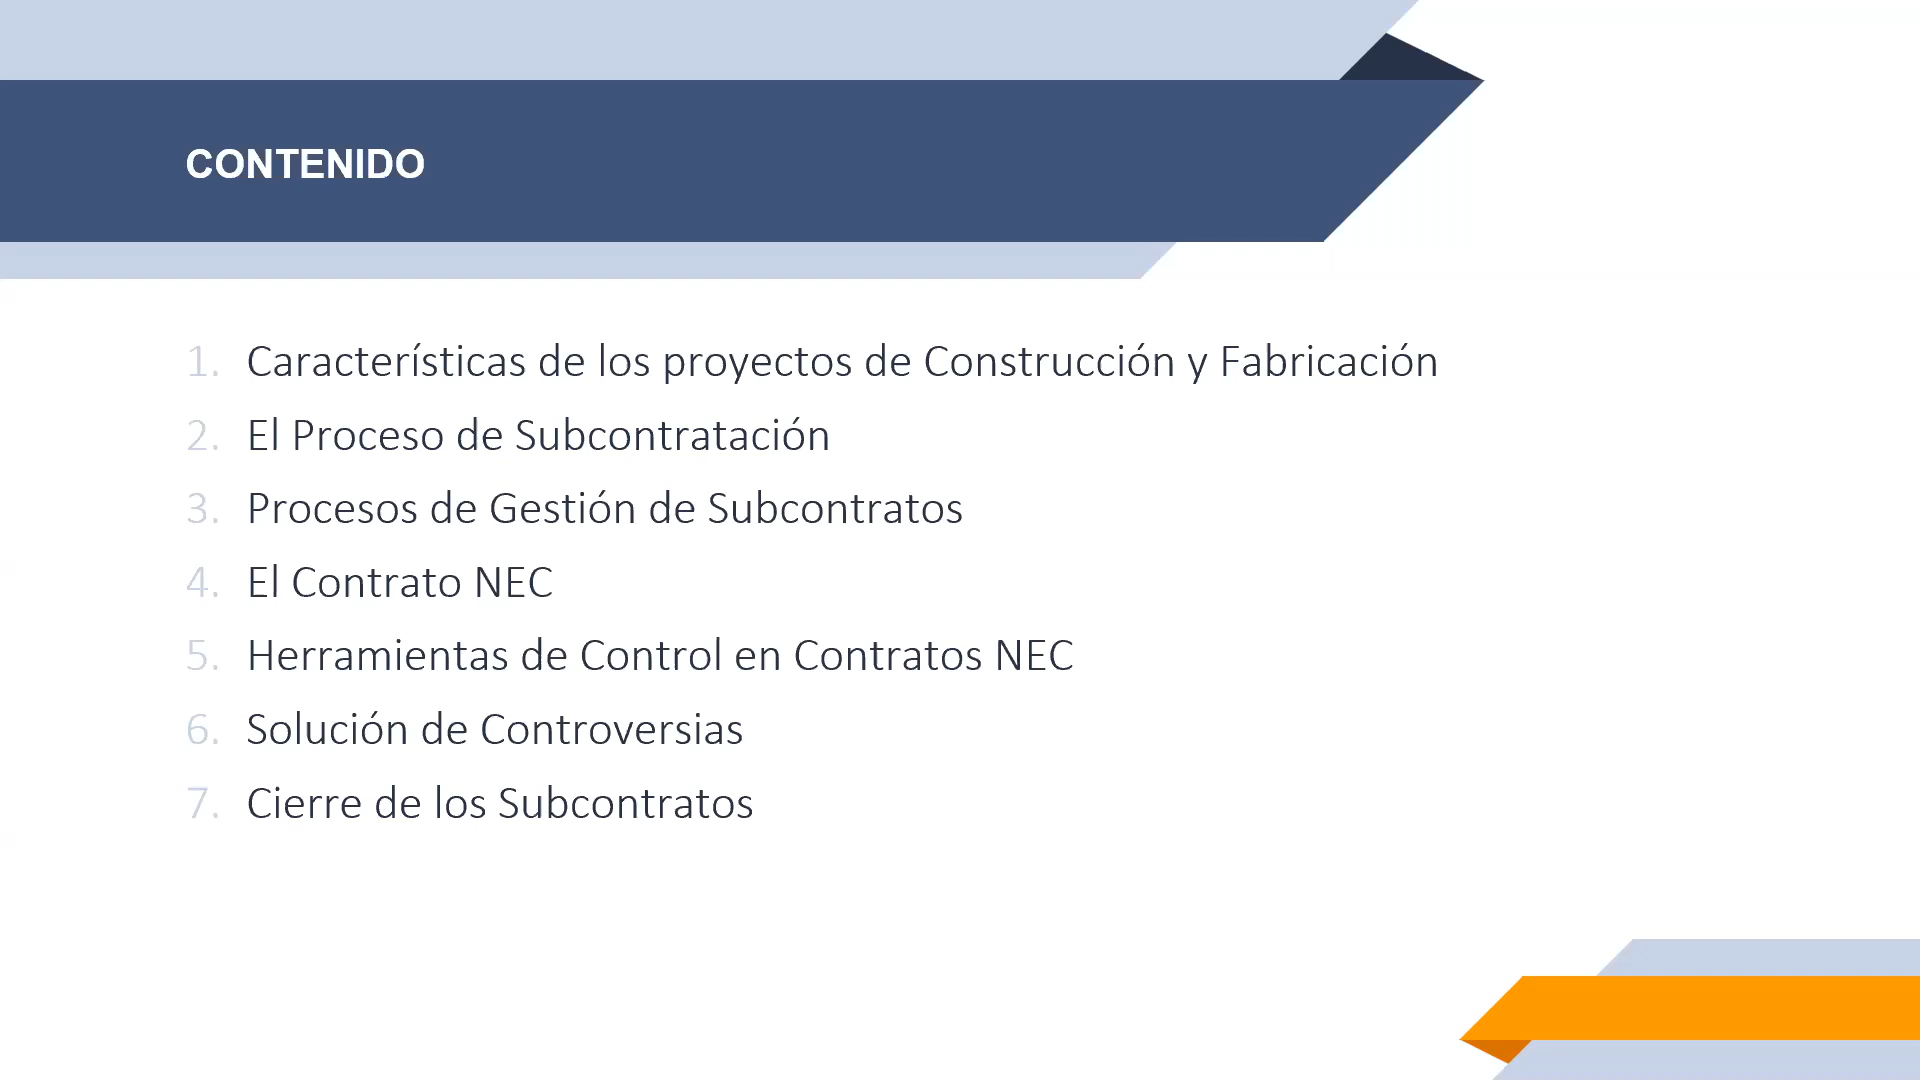 CONTENIDO
1. Características de los proyectos de Construcción y Fabricación
2. El Proceso de Subcontratación
3. Procesos de Gestión de Subcontratos
4. El Contrato NEC
5. Herramientas de Control en Contratos NEC
6. Solución de Controversias
7. Cierre de los Subcontratos